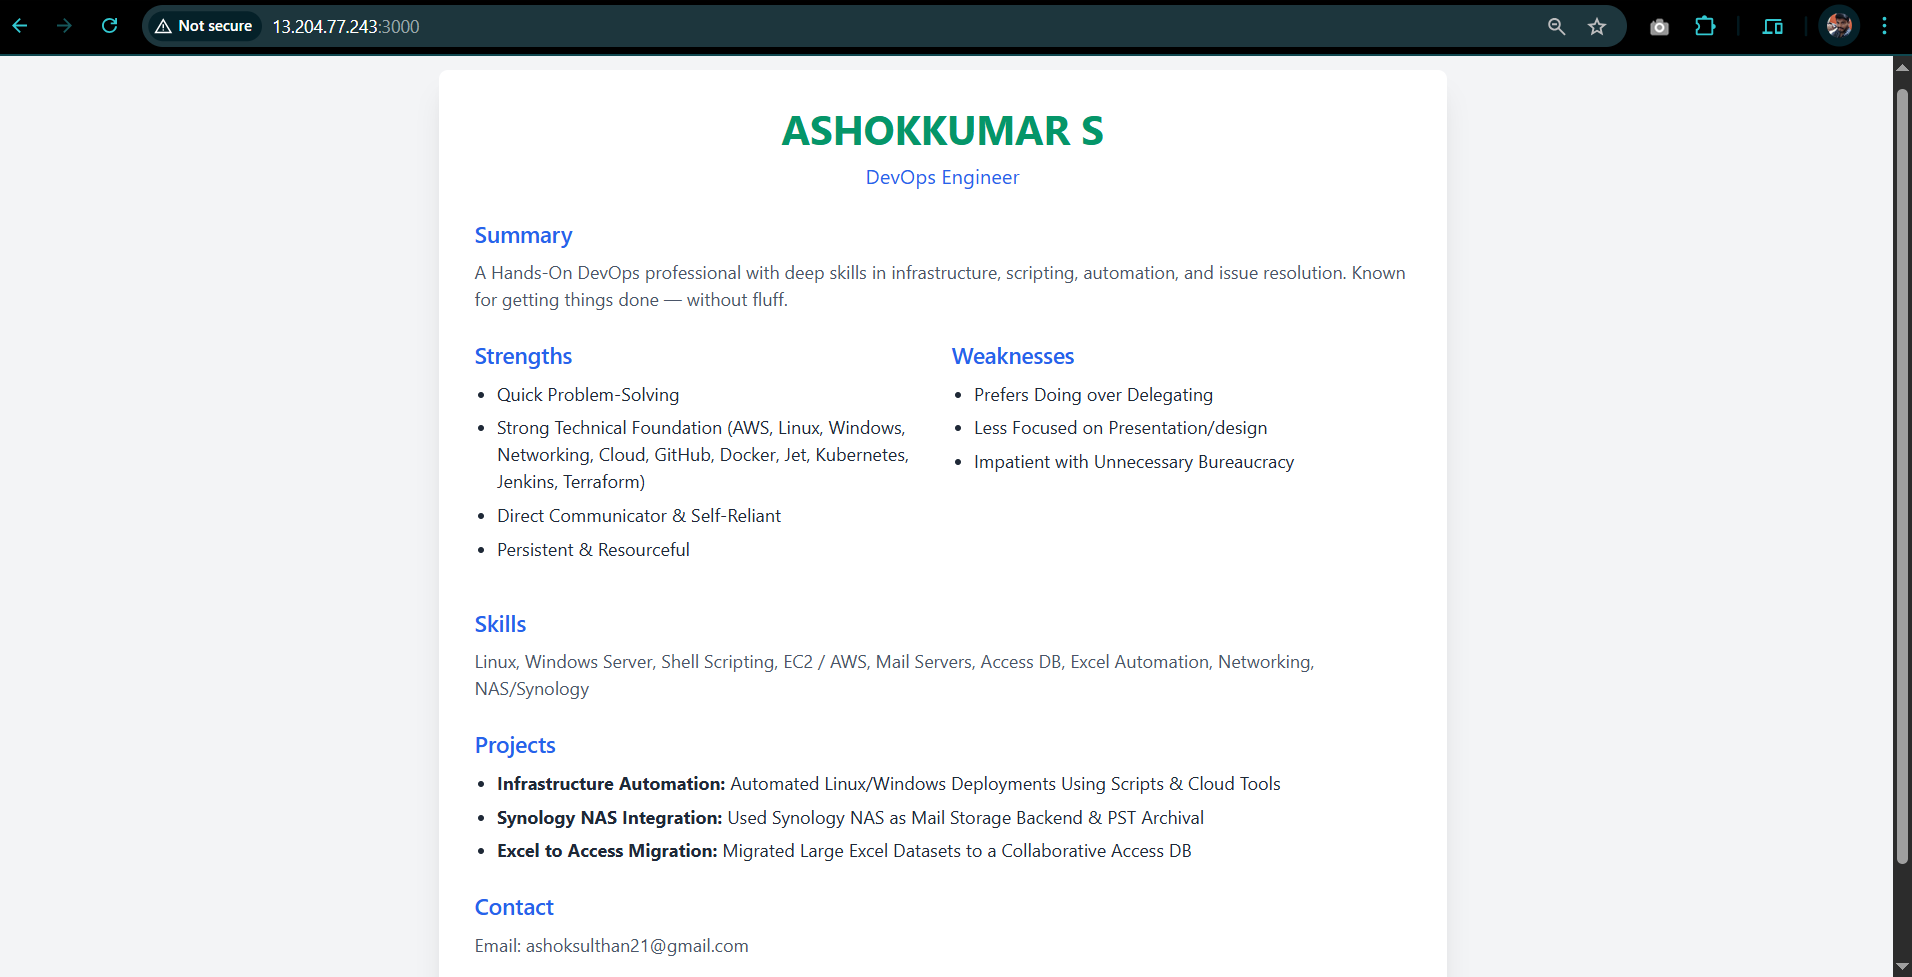 Not secure 13.204.77.243:3000
ASHOKKUMAR S
DevOps Engineer
Summary
A Hands-On DevOps professional with deep skills in infrastructure, scripting, automation, and issue resolution. Known
for getting things done — without fluff.
Strengths
• Quick Problem-Solving
• Strong Technical Foundation (AWS, Linux, Windows,
Networking, Cloud, GitHub, Docker, Jet, Kubernetes,
Jenkins, Terraform)
• Direct Communicator & Self-Reliant
• Persistent & Resourceful
Weaknesses
• Prefers Doing over Delegating
• Less Focused on Presentation/design
• Impatient with Unnecessary Bureaucracy
Skills
Linux, Windows Server, Shell Scripting, EC2 / AWS, Mail Servers, Access DB, Excel Automation, Networking,
NAS/Synology
Projects
• Infrastructure Automation: Automated Linux/Windows Deployments Using Scripts & Cloud Tools
• Synology NAS Integration: Used Synology NAS as Mail Storage Backend & PST Archival
• Excel to Access Migration: Migrated Large Excel Datasets to a Collaborative Access DB
Contact
Email: ashoksulthan21@gmail.com